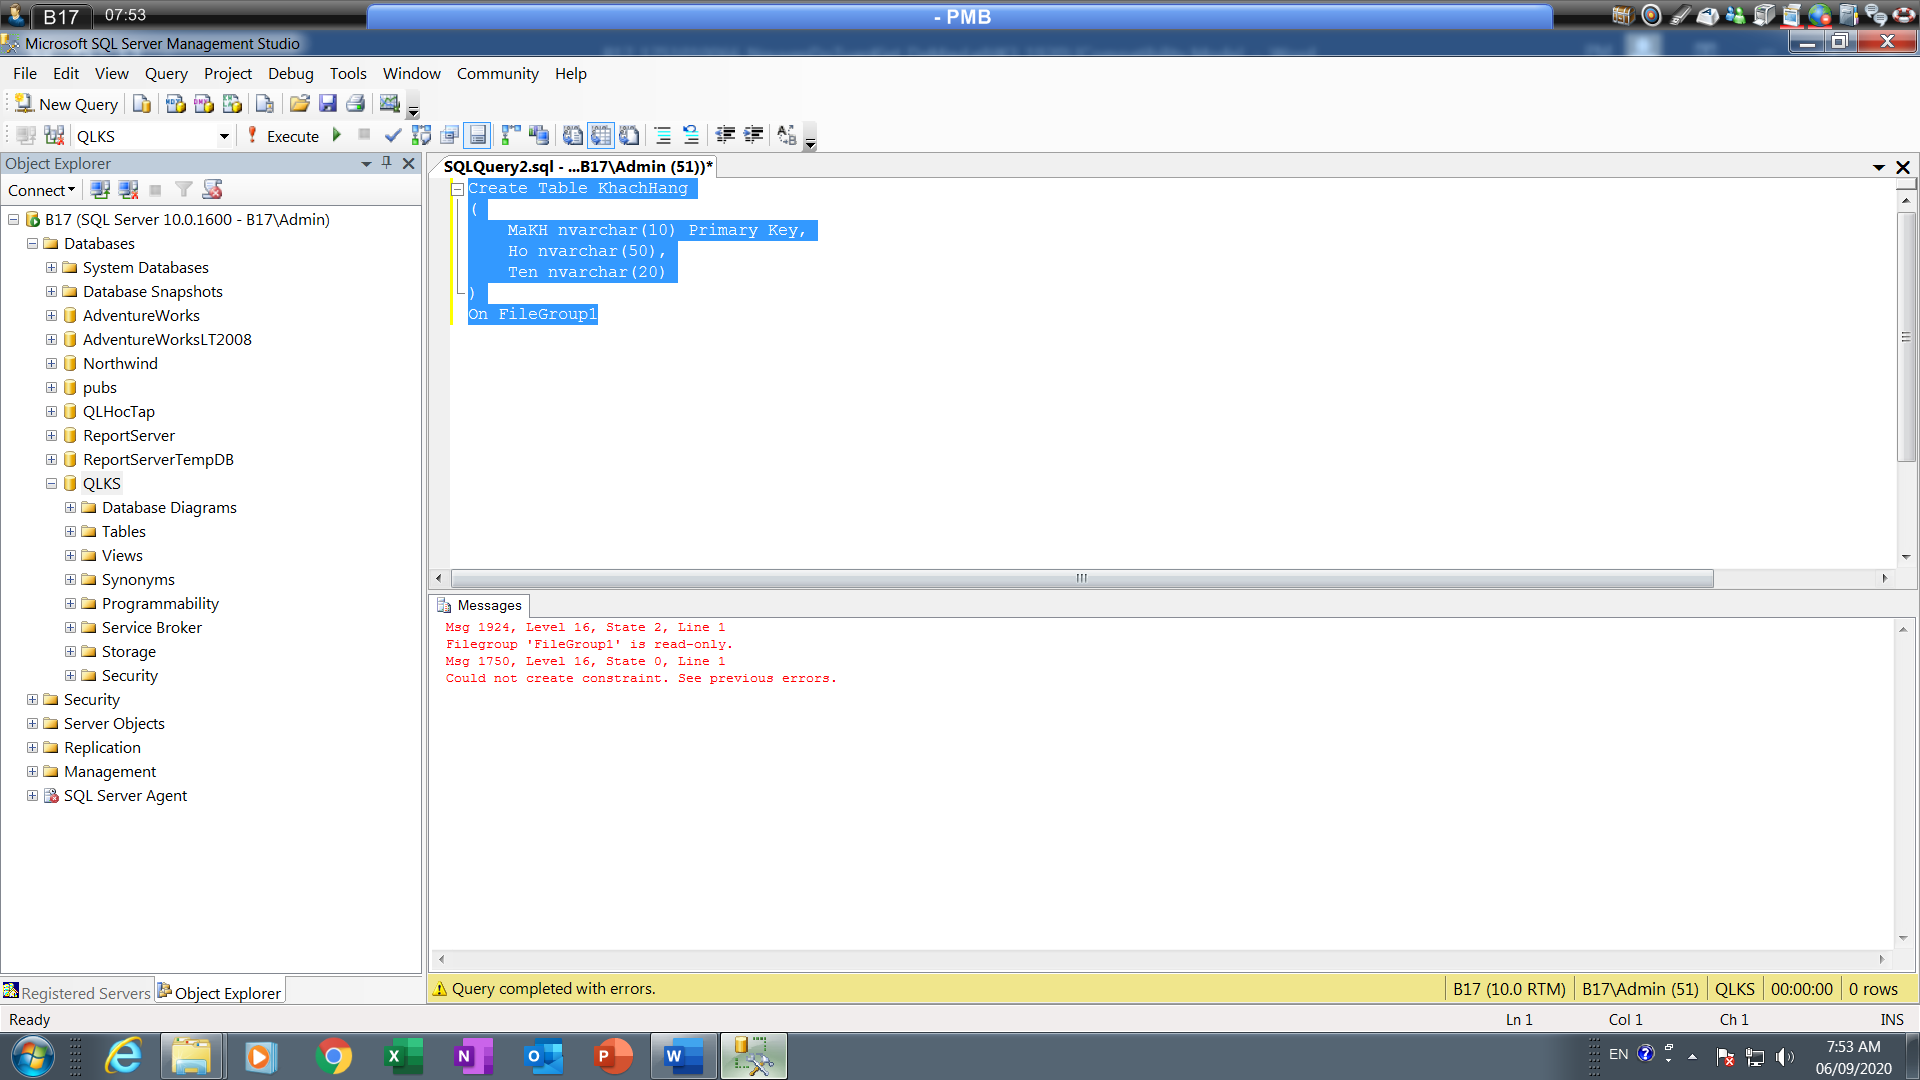 B17
07:53
- PMB
Microsoft SQL Server Management Studio
File Edit View Query Project Debug Tools Window Community Help
New Query
QLKS
Execute
Object Explorer
Connect
B17 (SQL Server 10.0.1600 - B17\Admin)
Databases
System Databases
Database Snapshots
AdventureWorks
AdventureWorksLT2008
Northwind
pubs
QLHocTap
ReportServer
ReportServerTempDB
QLKS
Database Diagrams
Tables
Views
Synonyms
Programmability
Service Broker
Storage
Security
Security
Server Objects
Replication
Management
SQL Server Agent
Registered Servers
Object Explorer
SQLQuery2.sql - ...B17\Admin (51))*
Create Table KhachHang
(
MaKH nvarchar(10) Primary Key,
Ho nvarchar(50),
Ten nvarchar(20)
)
On FileGroup1
Messages
Msg 1924, Level 16, State 2, Line 1
Filegroup 'FileGroup1' is read-only.
Msg 1750, Level 16, State 0, Line 1
Could not create constraint. See previous errors.
Query completed with errors.
B17 (10.0 RTM)
B17\Admin (51)
QLKS
00:00:00
0 rows
Ready
Ln 1
Col 1
Ch 1
INS
EN
7:53 AM
06/09/2020